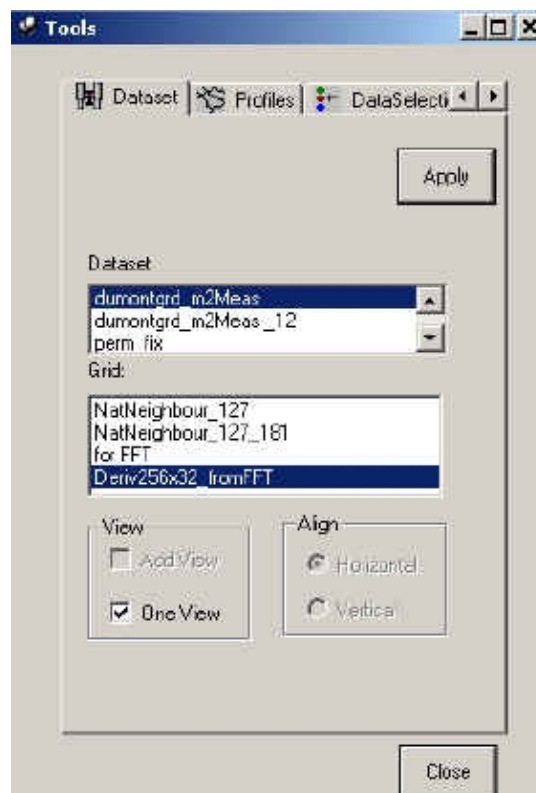 Tools
Dataset Profiles DataSelecti
Apply
Dataset
dumontgrd_m2Meas
dumontgrd_m2Meas_12
perm_fix
Grid:
NatNeighbour_127
NatNeighbour_127_181
for FFT
Deriv256x32_fromFFT
View
Add View
One View
Align
Horizontal
Vertical
Close